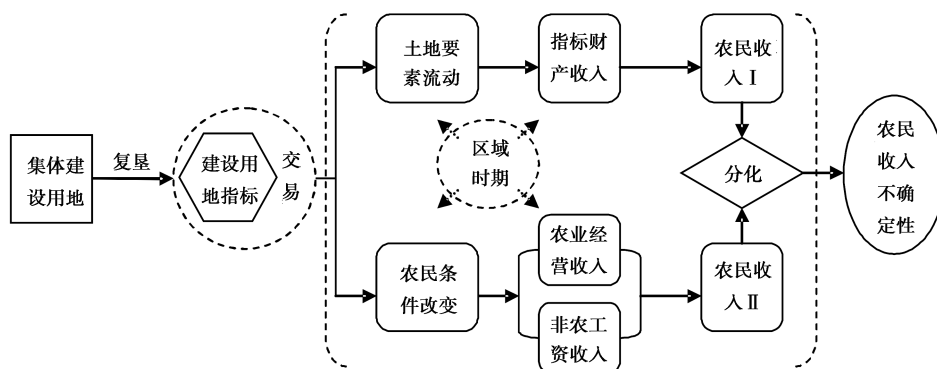 集体建
设用地
复垦
建设用
地指标
交
易
土地要
素流动
指标财
产收入
农民收
入 I
区域
时期
分化
农民
收入
不确
定性
农民条
件改变
农业经
营收入
非农工
资收入
农民收
入 II